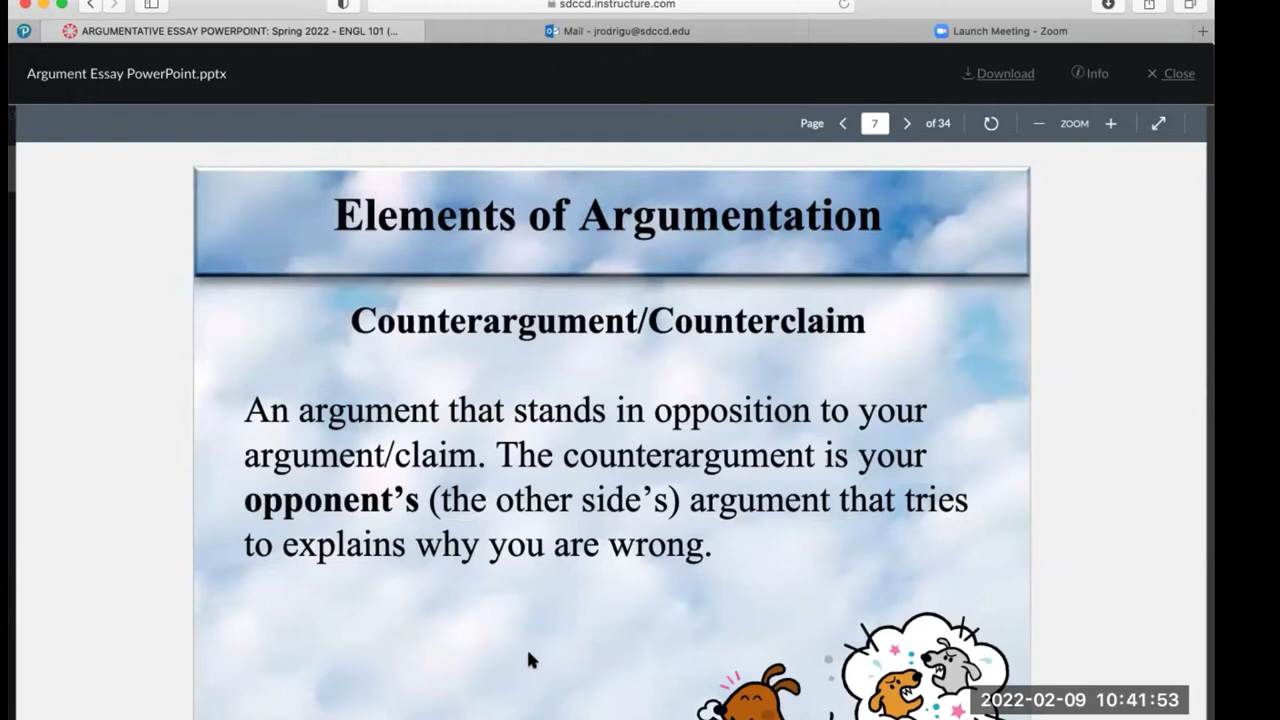 sdccd.instructure.com
ARGUMENTATIVE ESSAY POWERPOINT: Spring 2022 - ENGL 101 (...
Mail - jrodrigu@sdccd.edu
Launch Meeting - Zoom
Argument Essay PowerPoint.pptx
Download
Info
Close
Page 7 of 34
ZOOM
Elements of Argumentation
Counterargument/Counterclaim
An argument that stands in opposition to your
argument/claim. The counterargument is your
opponent's (the other side's) argument that tries
to explains why you are wrong.
2022-02-09 10:41:53